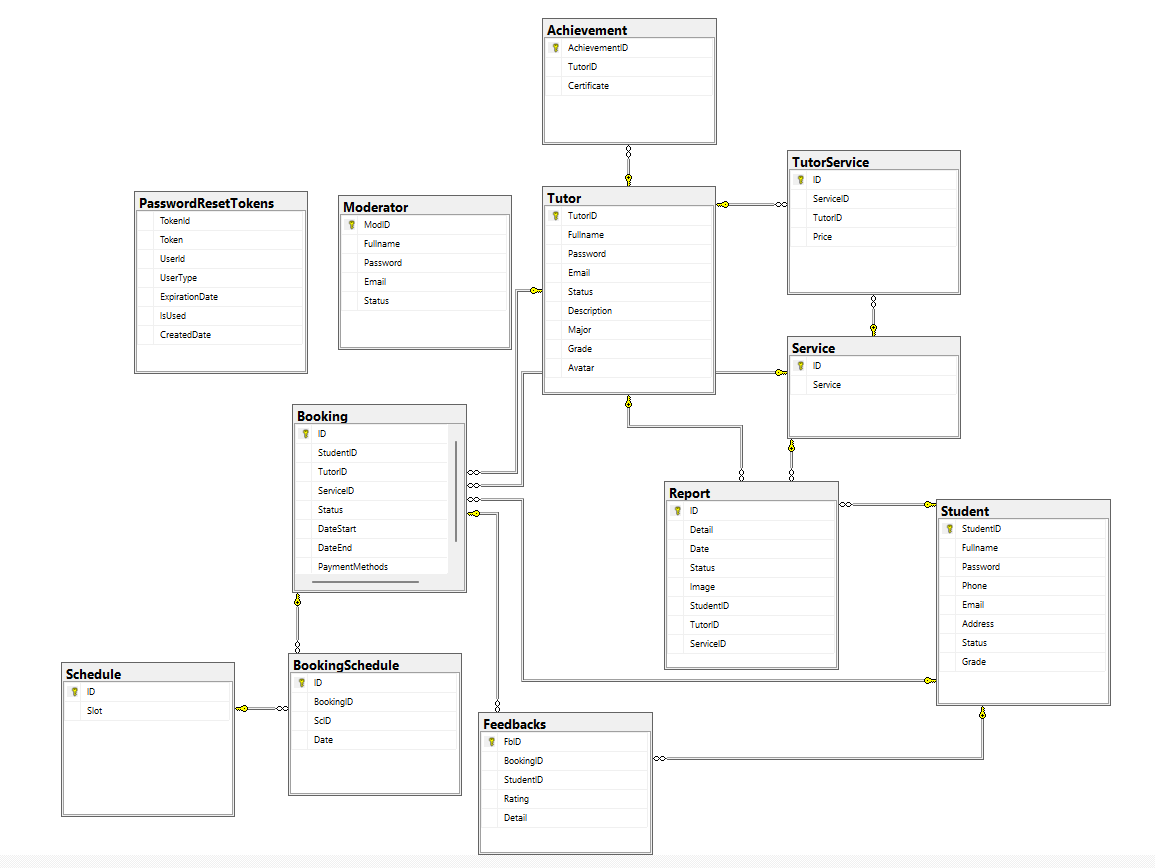 Achievement
AchievementID
TutorID
Certificate
TutorService
ID
ServiceID
TutorID
Price
PasswordResetTokens
TokenId
Token
UserId
UserType
ExpirationDate
IsUsed
CreatedDate
Moderator
ModID
Fullname
Password
Email
Status
Tutor
TutorID
Fullname
Password
Email
Status
Description
Major
Grade
Avatar
Service
ID
Service
Booking
ID
StudentID
TutorID
ServiceID
Status
DateStart
DateEnd
PaymentMethods
Report
ID
Detail
Date
Status
Image
StudentID
TutorID
ServiceID
Student
StudentID
Fullname
Password
Phone
Email
Address
Status
Grade
Schedule
ID
Slot
BookingSchedule
ID
BookingID
ScID
Date
Feedbacks
FbID
BookingID
StudentID
Rating
Detail